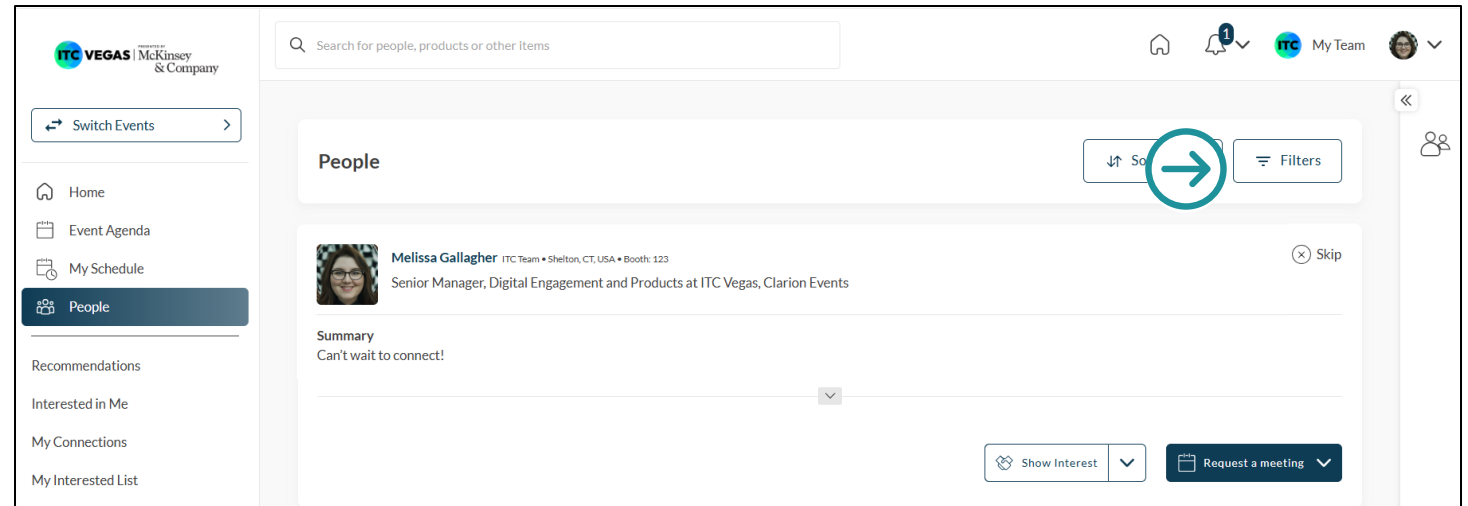 ITC VEGAS
PRESENTED BY
McKinsey
& Company
Search for people, products or other items
1
ITC
My Team
Switch Events
Home
Event Agenda
My Schedule
People
Recommendations
Interested in Me
My Connections
My Interested List
People
Filters
Melissa Gallagher ITC Team • Shelton, CT, USA • Booth: 123
Skip
Senior Manager, Digital Engagement and Products at ITC Vegas, Clarion Events
Summary
Can't wait to connect!
Show Interest
Request a meeting